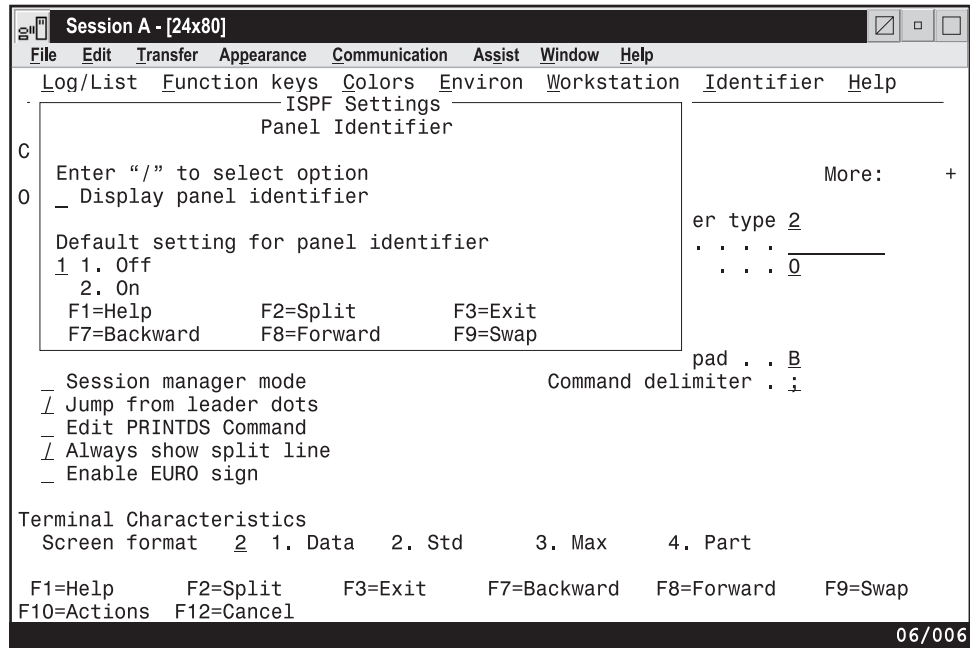 Session A - [24x80]
File Edit Transfer Appearance Communication Assist Window Help
Log/List Function keys Colors Environ Workstation Identifier Help
ISPF Settings
Panel Identifier
C
Enter “/” to select option More: +
O _ Display panel identifier
er type 2
Default setting for panel identifier . . . .
1 1. Off . . . 0
2. On
F1=Help F2=Split F3=Exit
F7=Backward F8=Forward F9=Swap
pad . . B
_ Session manager mode Command delimiter . ;
/ Jump from leader dots
_ Edit PRINTDS Command
/ Always show split line
_ Enable EURO sign
Terminal Characteristics
Screen format 2 1. Data 2. Std 3. Max 4. Part
F1=Help F2=Split F3=Exit F7=Backward F8=Forward F9=Swap
F10=Actions F12=Cancel
06/006